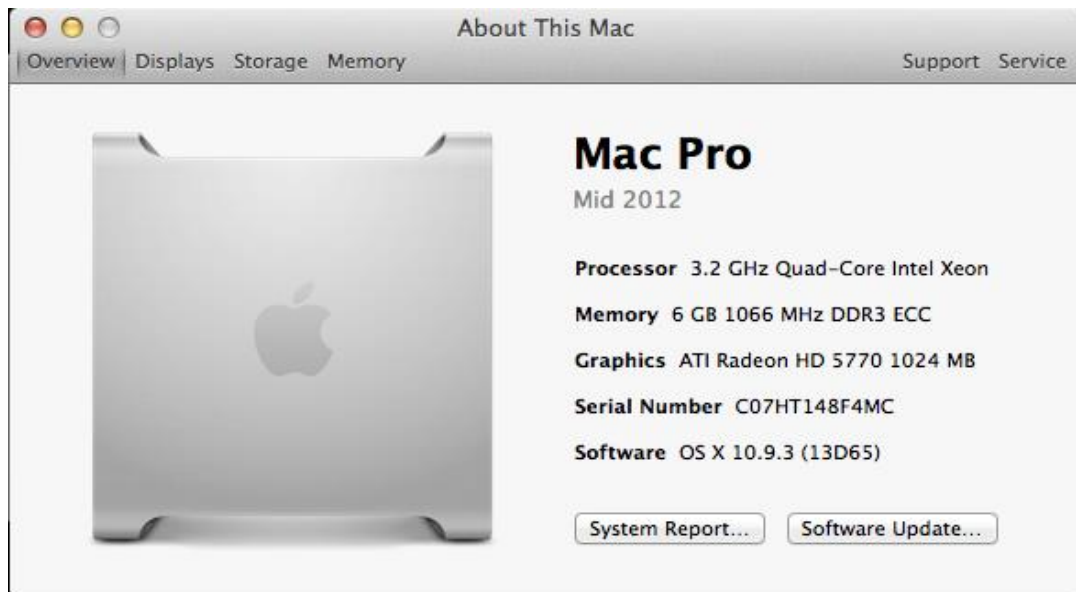 About This Mac
Overview Displays Storage Memory Support Service
Mac Pro
Mid 2012
Processor 3.2 GHz Quad-Core Intel Xeon
Memory 6 GB 1066 MHz DDR3 ECC
Graphics ATI Radeon HD 5770 1024 MB
Serial Number C07HT148F4MC
Software OS X 10.9.3 (13D65)
System Report... Software Update...